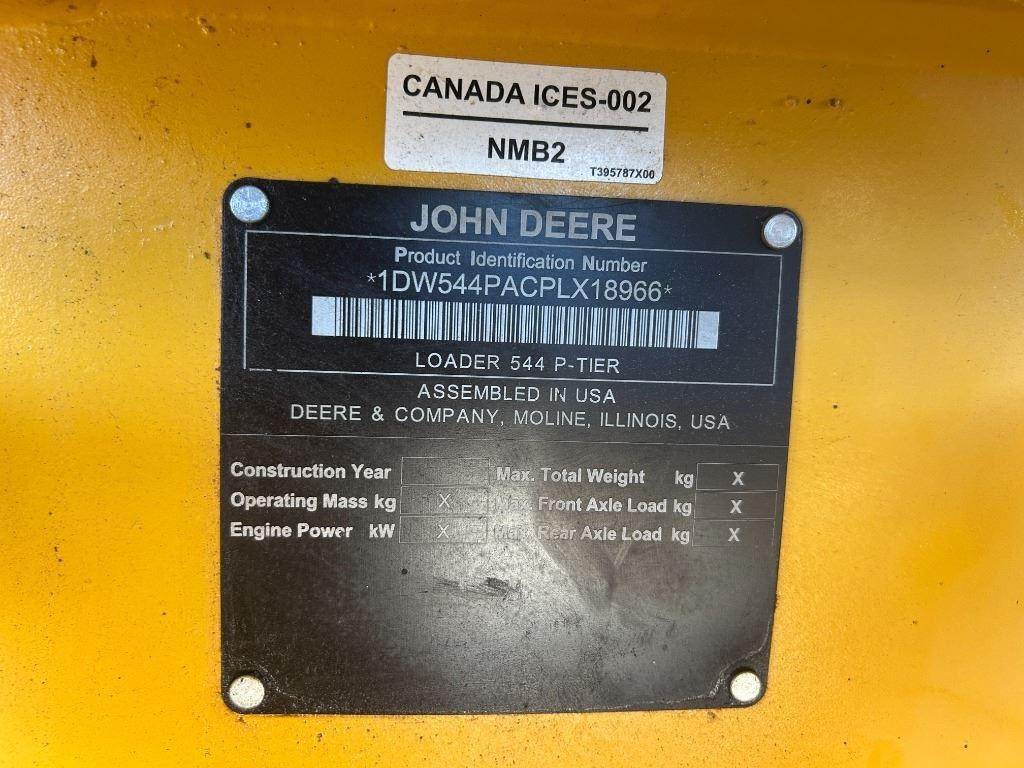 CANADA ICES-002
NMB2
T395787X00
JOHN DEERE
Product Identification Number
*1DW544PACPLX18966*
LOADER 544 P-TIER
ASSEMBLED IN USA
DEERE & COMPANY, MOLINE, ILLINOIS, USA
Construction Year Max. Total Weight kg X
Operating Mass kg X Max. Front Axle Load kg X
Engine Power kW X Max. Rear Axle Load kg X